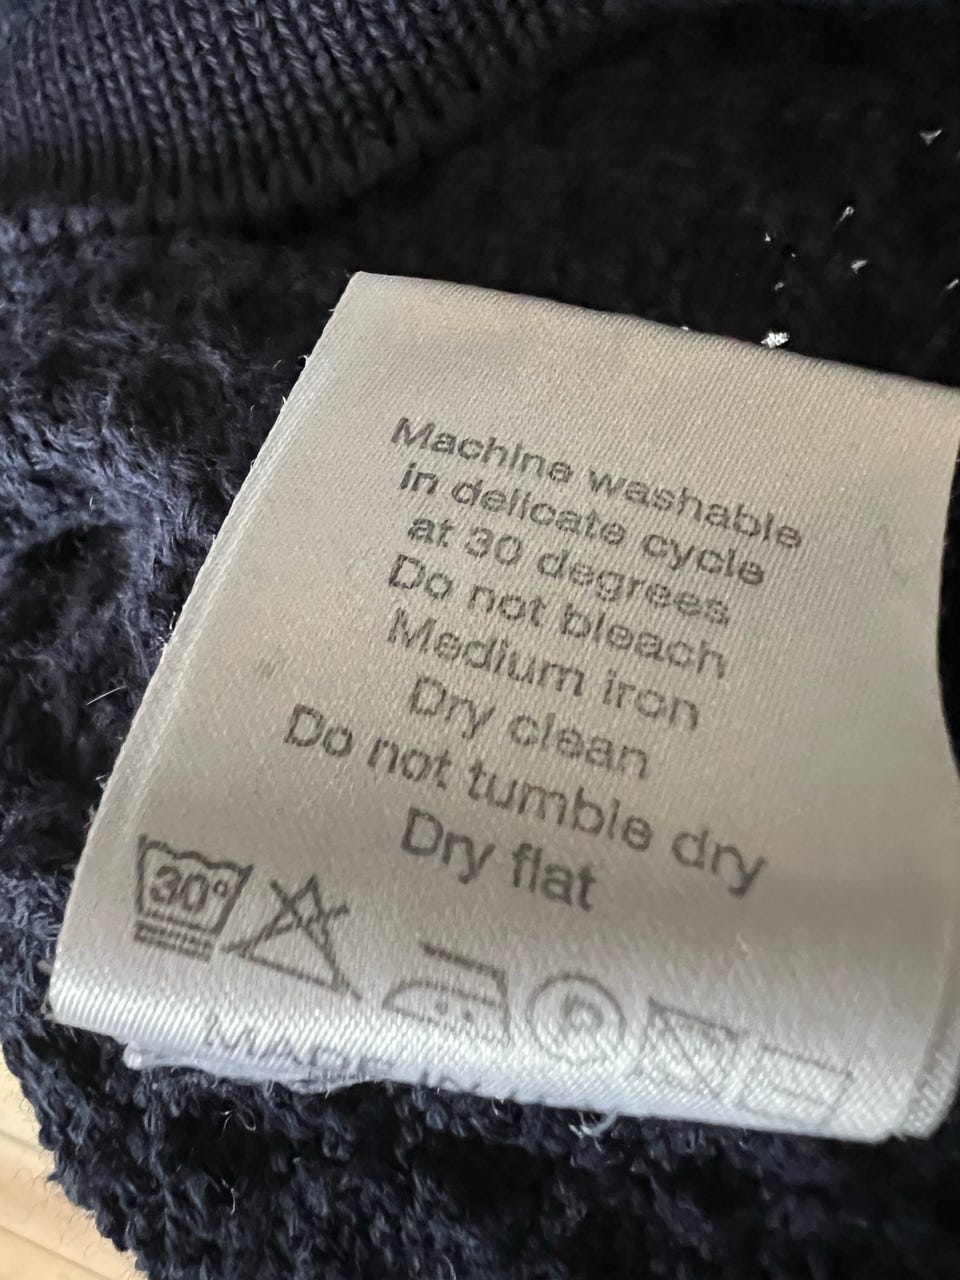 Machine washable
in delicate cycle
at 30 degrees
Do not bleach
Medium iron
Dry clean
Do not tumble dry
Dry flat
30° P